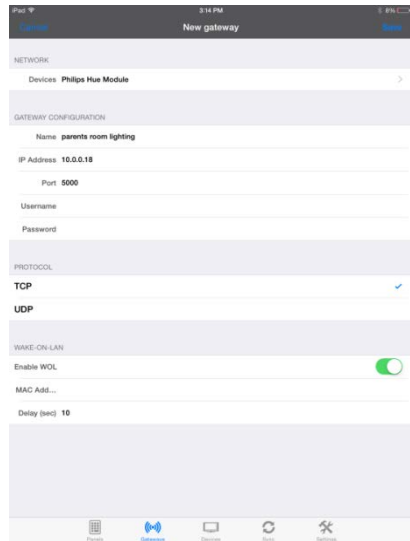 iPad 3:14 PM 8%
Cancel New gateway Save
NETWORK
Devices Philips Hue Module
GATEWAY CONFIGURATION
Name parents room lighting
IP Address 10.0.0.18
Port 5000
Username
Password
PROTOCOL
TCP
UDP
WAKE-ON-LAN
Enable WOL
MAC Add...
Delay (sec) 10
Panels Gateways Devices Sync Settings